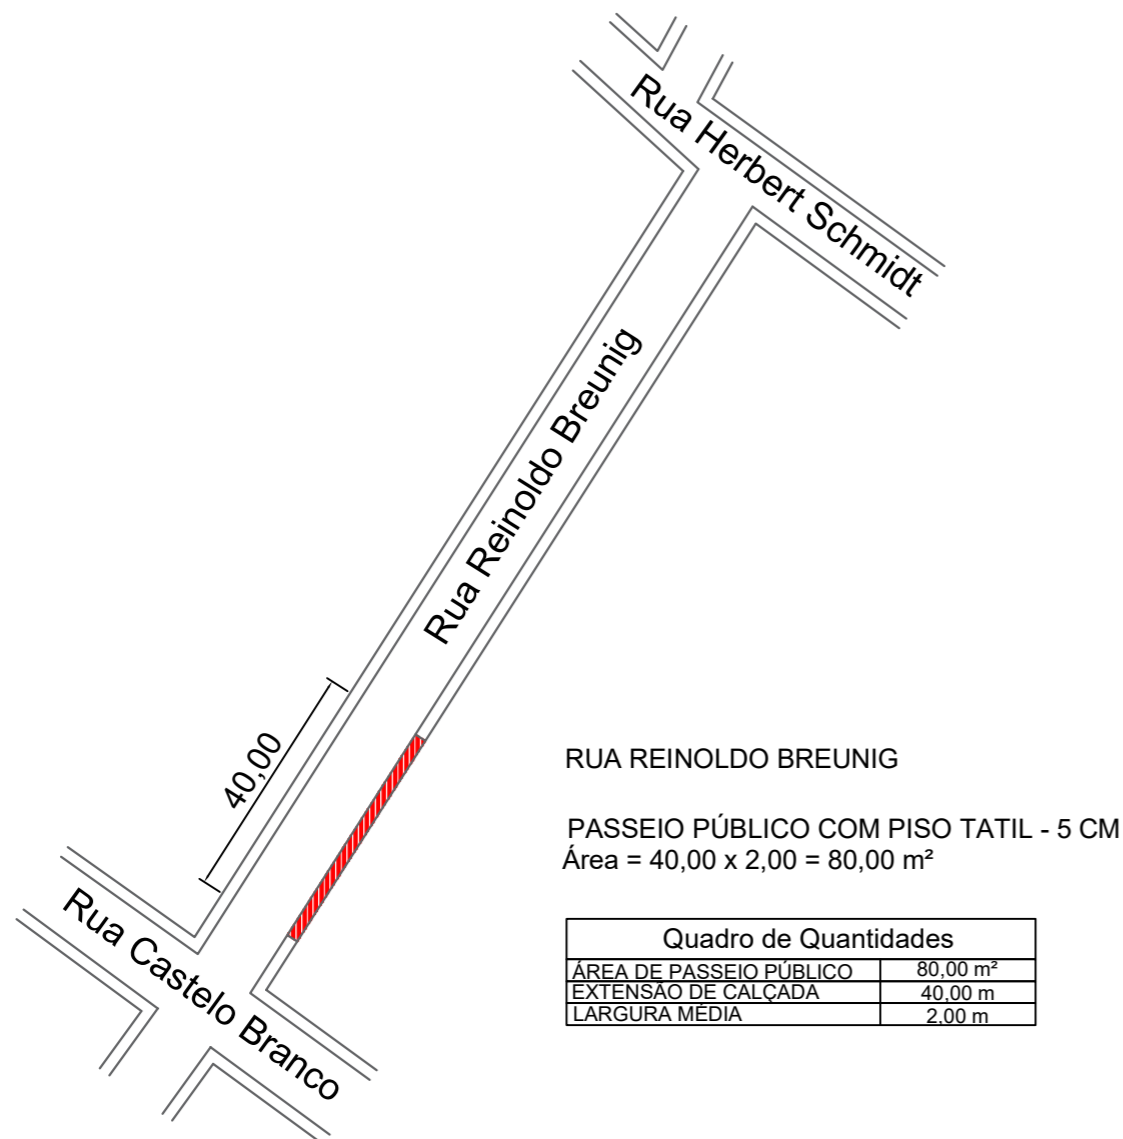 Rua Herbert Schmidt
Rua Reinoldo Breunig
40,00
Rua Castelo Branco
RUA REINOLDO BREUNIG
PASSEIO PÚBLICO COM PISO TATIL - 5 CM
Área = 40,00 x 2,00 = 80,00 m²
Quadro de Quantidades
ÁREA DE PASSEIO PÚBLICO 80,00 m²
EXTENSÃO DE CALÇADA 40,00 m
LARGURA MÉDIA 2,00 m